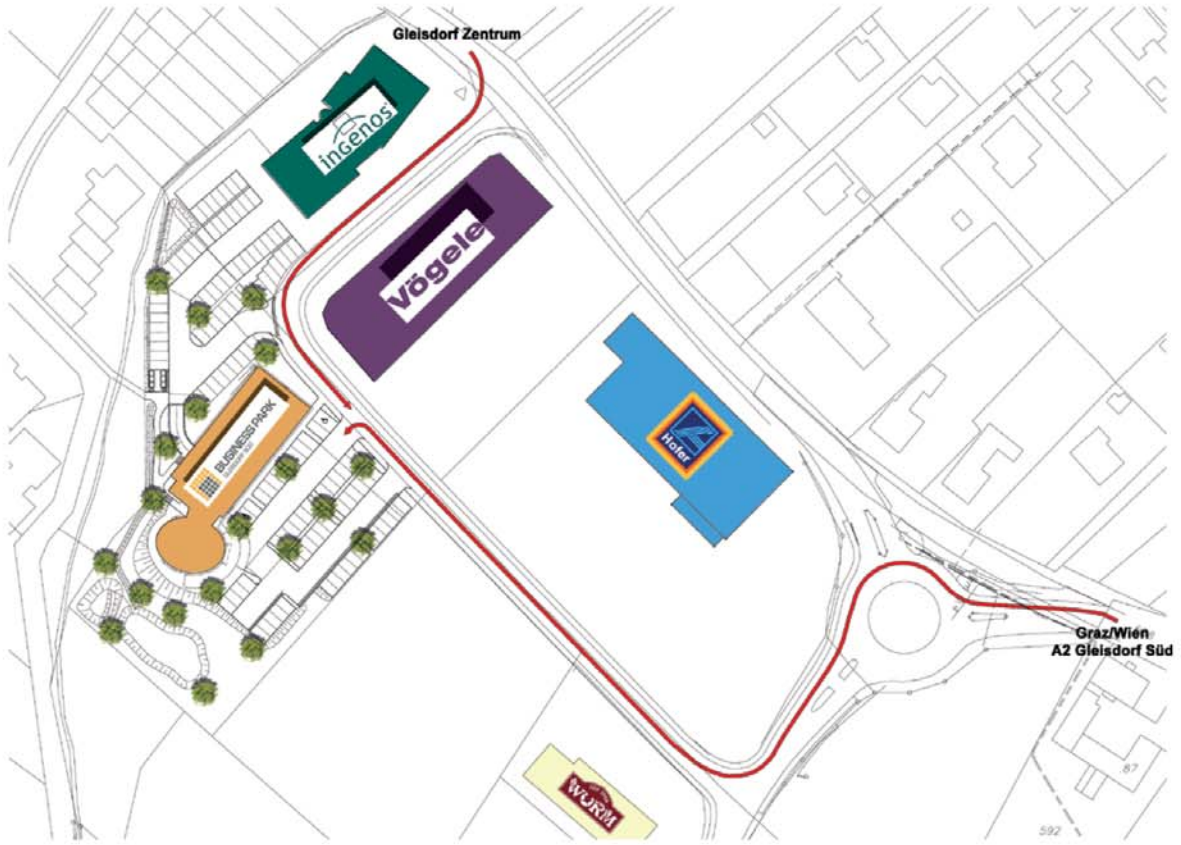 Gleisdorf Zentrum
ingenos
vögele
Hofer
BUSINESS PARK
Graz/Wien
A2 Gleisdorf Süd
WURM
87
592